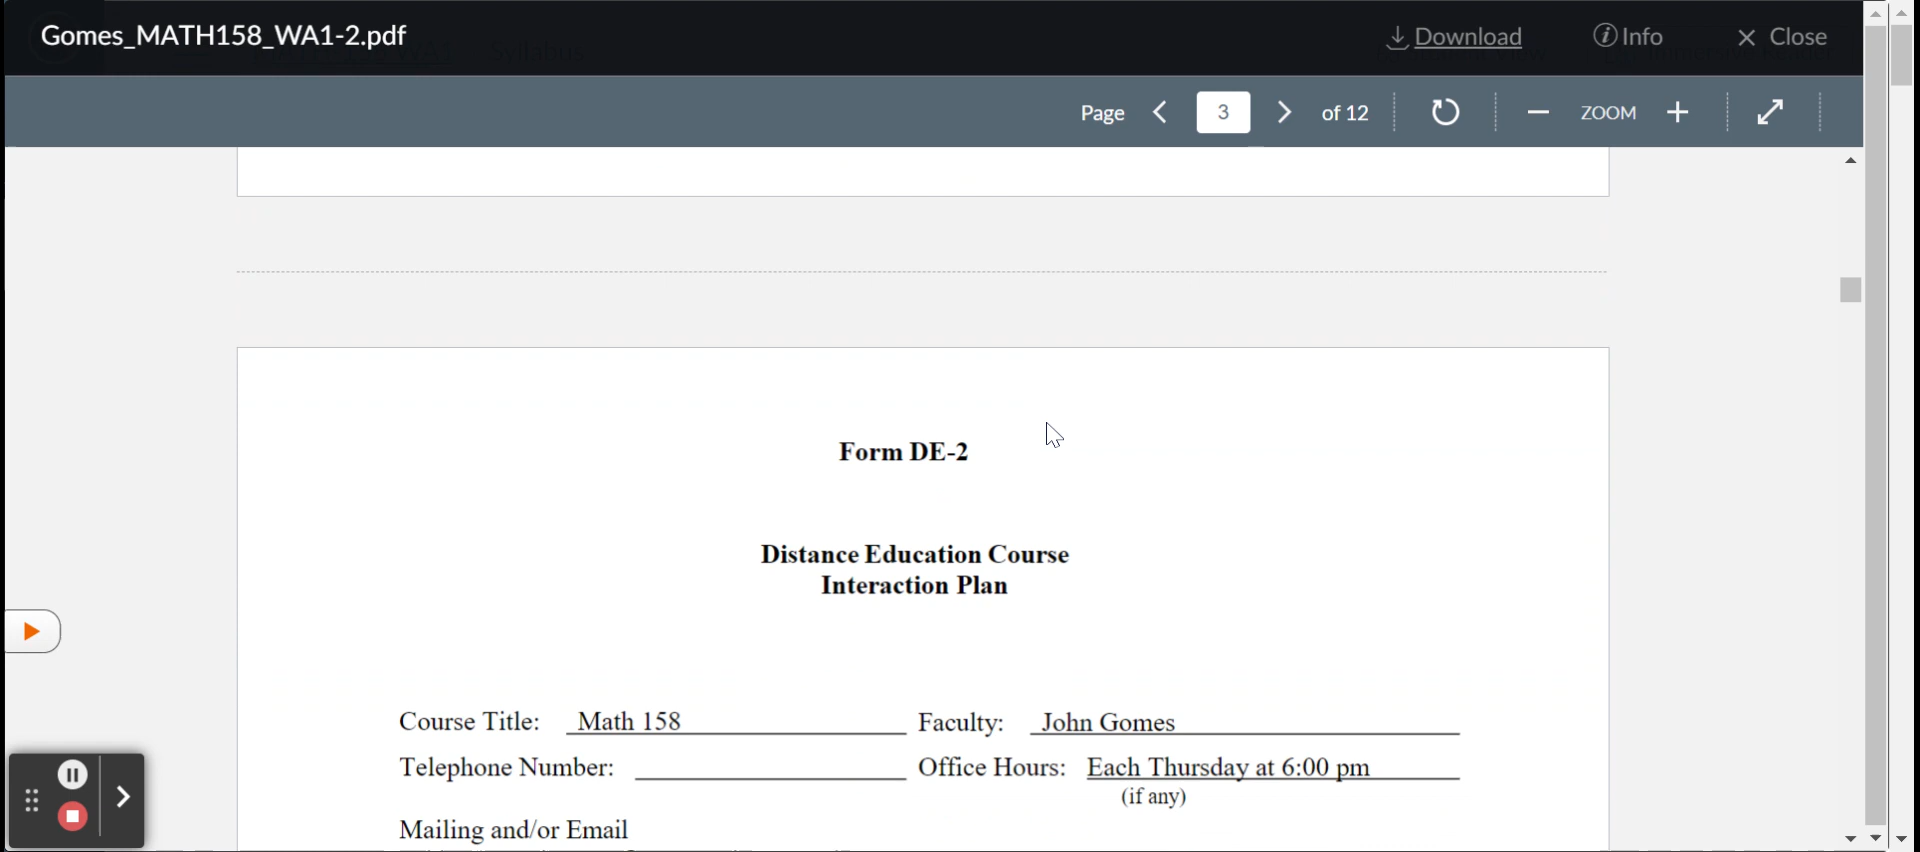 Gomes_MATH158_WA1-2.pdf
Download
Info
Close
Page 3 of 12 ZOOM
Form DE-2
Distance Education Course
Interaction Plan
Course Title: Math 158 Faculty: John Gomes
Telephone Number: Office Hours: Each Thursday at 6:00 pm
(if any)
Mailing and/or Email